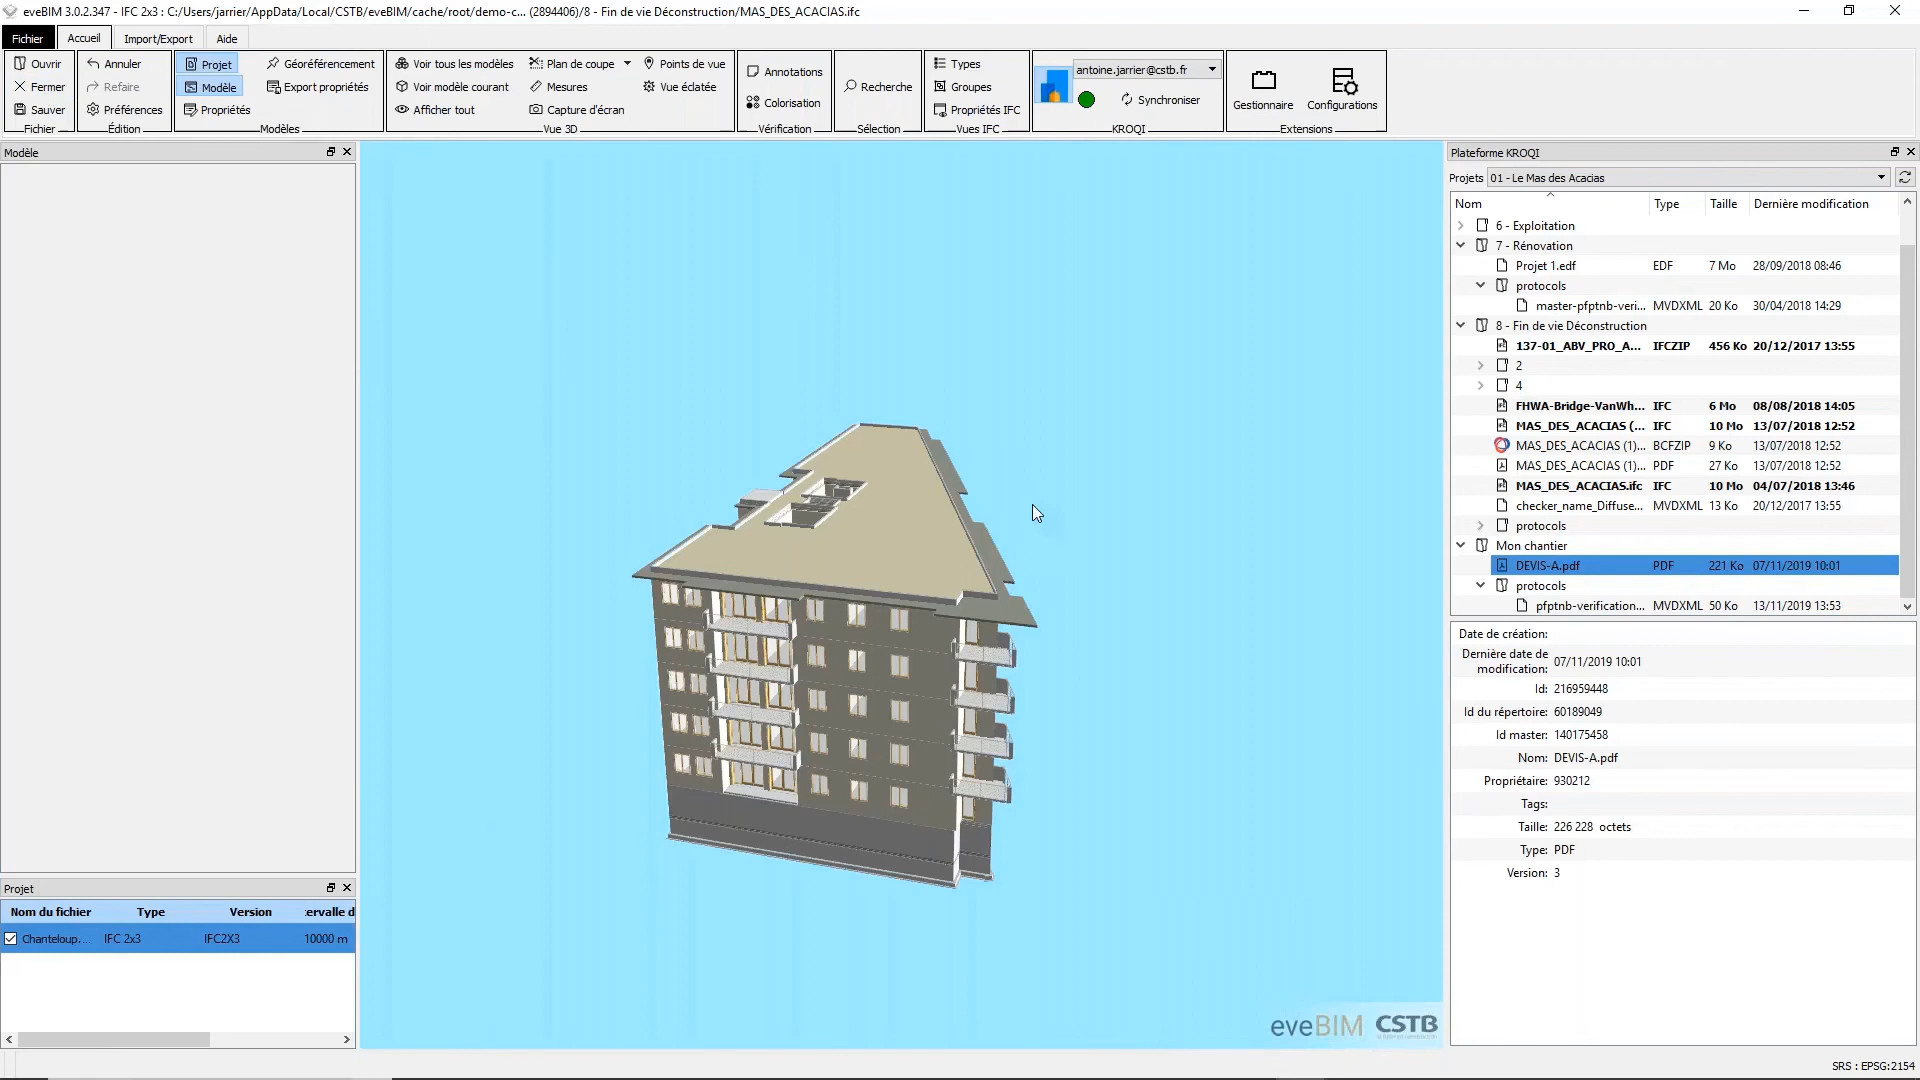 eveBIM 3.0.2.347 - IFC 2x3 : C:/Users/jarrier/AppData/Local/CSTB/eveBIM/cache/root/demo-c... (2894406)/8 - Fin de vie Déconstruction/MAS_DES_ACACIAS.ifc
Fichier Accueil Import/Export Aide
Ouvrir Annuler Projet Géoréférencement Voir tous les modèles Plan de coupe Points de vue Annotations Recherche Types antoine.jarrier@cstb.fr Gestionnaire Configurations
Fermer Refaire Modèle Export propriétés Voir modèle courant Mesures Vue éclatée Colorisation Groupes Synchroniser
Sauver Préférences Propriétés Afficher tout Capture d'écran Propriétés IFC
Fichier Édition Modèles Vue 3D Vérification Sélection Vues IFC KROQI Extensions
Modèle
Plateforme KROQI
Projets 01 - Le Mas des Acacias
Nom Type Taille Dernière modification
6 - Exploitation
7 - Rénovation
Projet 1.edf EDF 7 Mo 28/09/2018 08:46
protocols
master-pfptnb-veri... MVDXML 20 Ko 30/04/2018 14:29
8 - Fin de vie Déconstruction
137-01_ABV_PRO_A... IFCZIP 456 Ko 20/12/2017 13:55
2
4
FHWA-Bridge-VanWh... IFC 6 Mo 08/08/2018 14:05
MAS_DES_ACACIAS (... IFC 10 Mo 13/07/2018 12:52
MAS_DES_ACACIAS (1)... BCFZIP 9 Ko 13/07/2018 12:52
MAS_DES_ACACIAS (1)... PDF 27 Ko 13/07/2018 12:52
MAS_DES_ACACIAS.ifc IFC 10 Mo 04/07/2018 13:46
checker_name_Diffuse... MVDXML 13 Ko 20/12/2017 13:55
protocols
Mon chantier
DEVIS-A.pdf PDF 221 Ko 07/11/2019 10:01
protocols
pfptnb-verification... MVDXML 50 Ko 13/11/2019 13:53
Date de création:
Dernière date de modification: 07/11/2019 10:01
Id: 216959448
Id du répertoire: 60189049
Id master: 140175458
Nom: DEVIS-A.pdf
Propriétaire: 930212
Tags:
Taille: 226 228 octets
Type: PDF
Version: 3
Projet
Nom du fichier Type Version :ervalle d
Chanteloup.... IFC 2x3 IFC2X3 10000 m
eveBIM CSTB
SRS : EPSG:2154